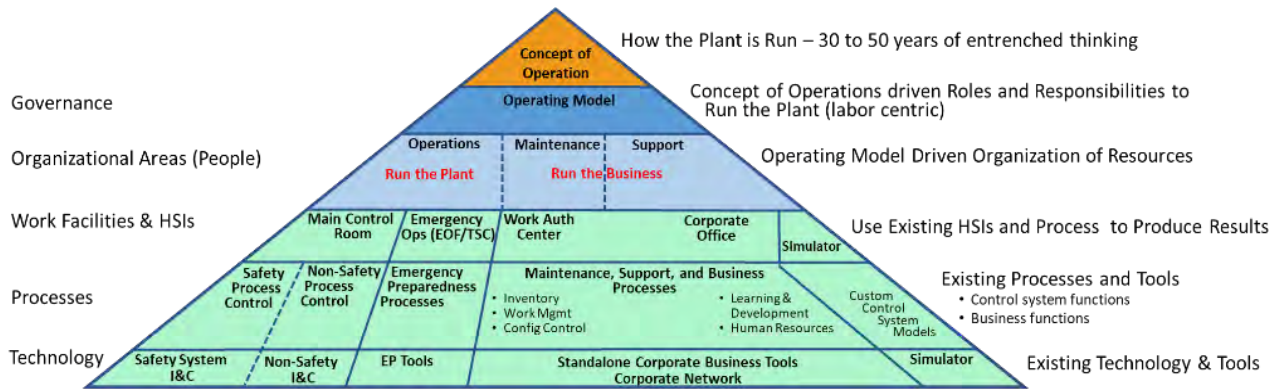 How the Plant is Run – 30 to 50 years of entrenched thinking
Concept of
Operation
Governance
Operating Model
Concept of Operations driven Roles and Responsibilities to
Run the Plant (labor centric)
Organizational Areas (People)
Operations
Maintenance
Support
Run the Plant
Run the Business
Operating Model Driven Organization of Resources
Work Facilities & HSIs
Main Control
Room
Emergency
Ops (EOF/TSC)
Work Auth
Center
Corporate
Office
Simulator
Use Existing HSIs and Process to Produce Results
Processes
Safety
Process
Control
Non-Safety
Process
Control
Emergency
Preparedness
Processes
Maintenance, Support, and Business
Processes
• Inventory
• Work Mgmt
• Config Control
• Learning &
Development
• Human Resources
Custom
Control
System
Models
Existing Processes and Tools
• Control system functions
• Business functions
Technology
Safety System
I&C
Non-Safety
I&C
EP Tools
Standalone Corporate Business Tools
Corporate Network
Simulator
Existing Technology & Tools